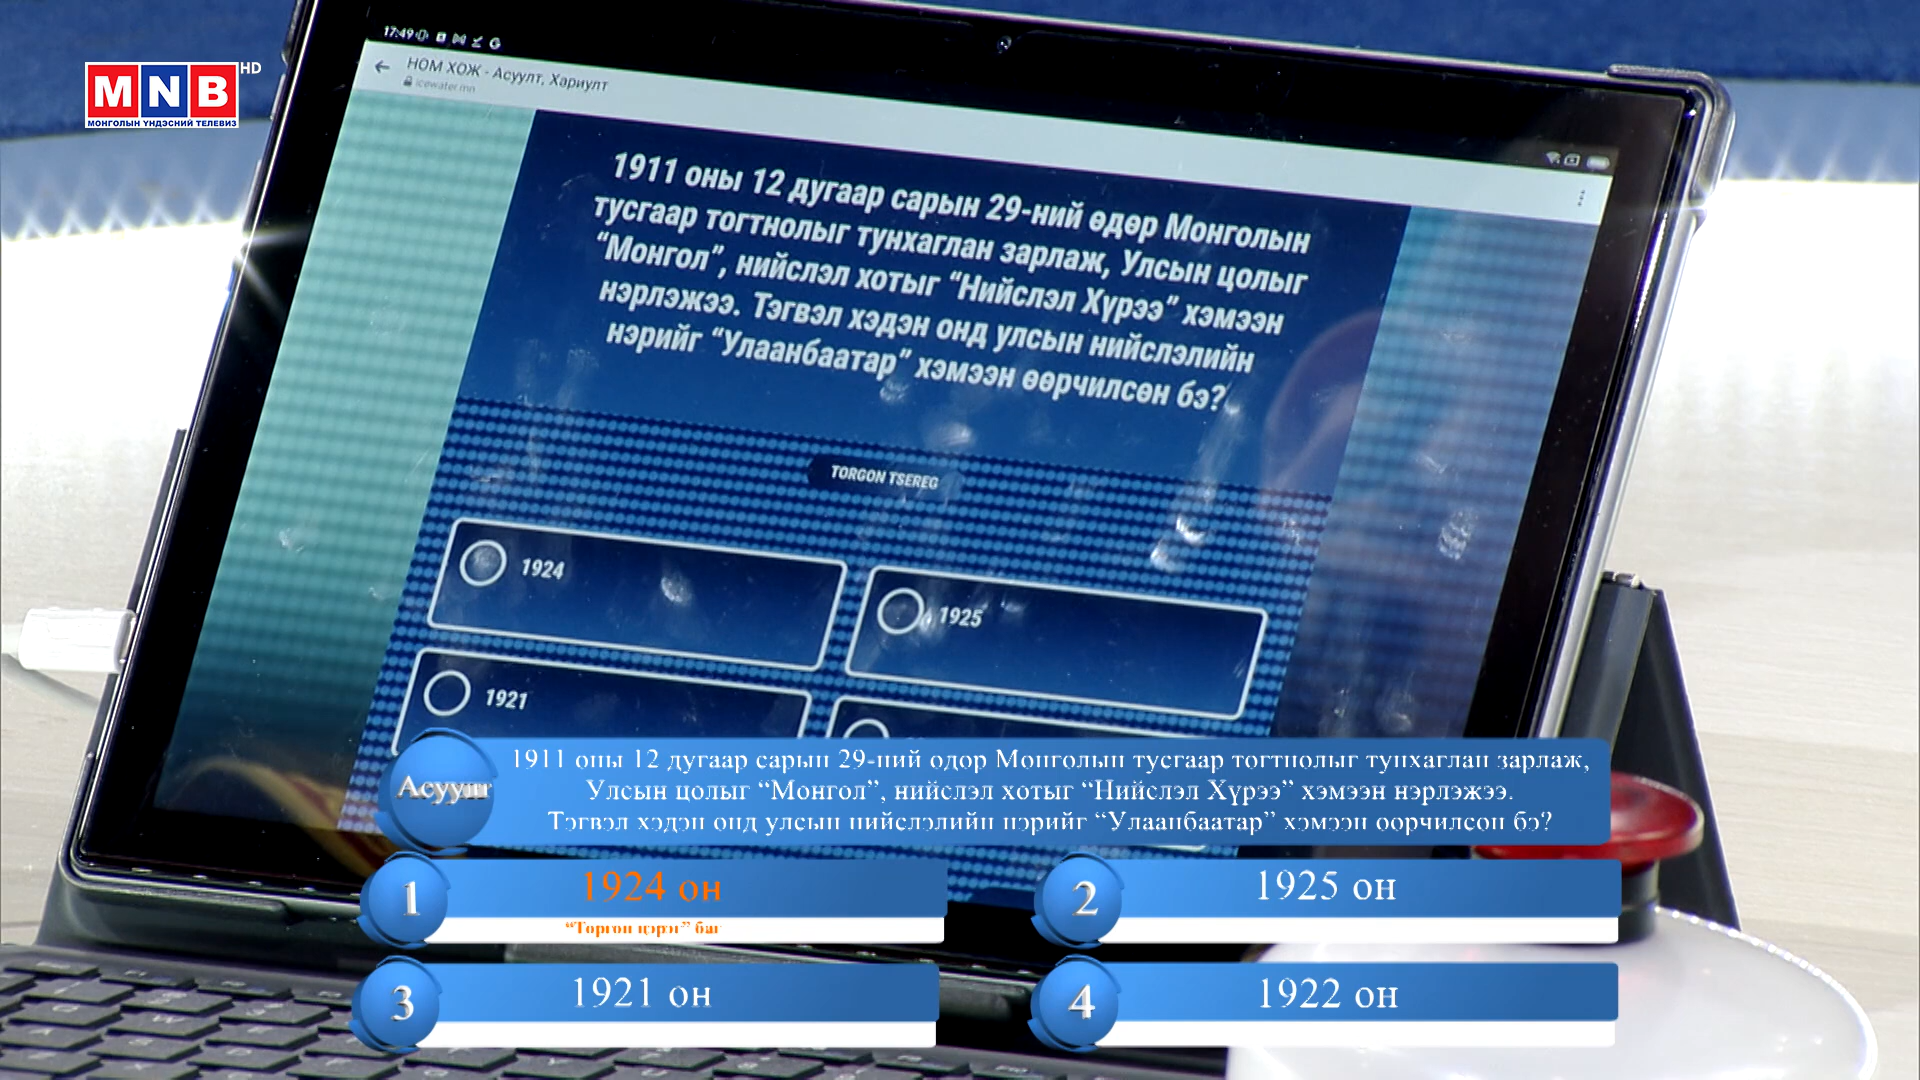 17:49
MNB HD
МОНГОЛЫН ҮНДЭСНИЙ ТЕЛЕВИЗ
НОМ ХОЖ - Асуулт, Хариулт
icewater.mn
1911 оны 12 дугаар сарын 29-ний өдөр Монголын
тусгаар тогтнолыг тунхаглан зарлаж, Улсын цолыг
“Монгол”, нийслэл хотыг “Нийслэл Хүрээ” хэмээн
нэрлэжээ. Тэгвэл хэдэн онд улсын нийслэлийн
нэрийг “Улаанбаатар” хэмээн өөрчилсөн бэ?
TORGON TSEREG
1924
1925
1921
Асуулт
1911 оны 12 дугаар сарын 29-ний өдөр Монголын тусгаар тогтнолыг тунхаглан зарлаж,
Улсын цолыг “Монгол”, нийслэл хотыг “Нийслэл Хүрээ” хэмээн нэрлэжээ.
Тэгвэл хэдэн онд улсын нийслэлийн нэрийг “Улаанбаатар” хэмээн өөрчилсөн бэ?
1 1924 он
“Торгон цэрэг” баг
2 1925 он
3 1921 он
4 1922 он